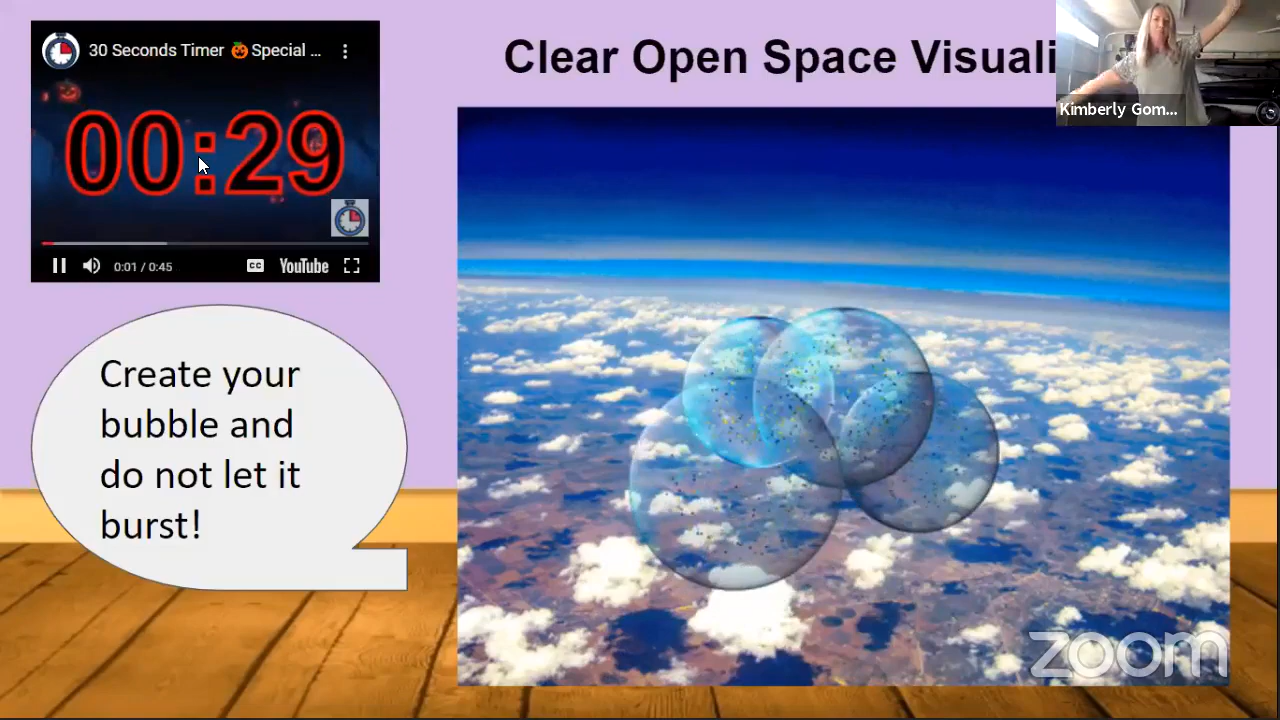 30 Seconds Timer 🎃Special ...
00:29
0:01 / 0:45
CC
YouTube
Clear Open Space Visuali
Kimberly Gom...
Create your
bubble and
do not let it
burst!
zoom